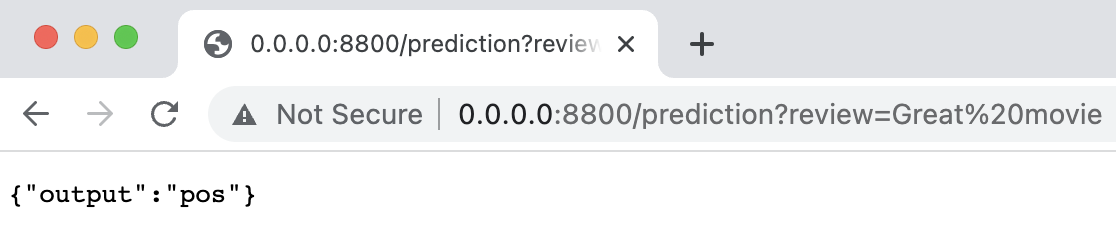 0.0.0.0:8800/prediction?review
Not Secure | 0.0.0.0:8800/prediction?review=Great%20movie
{"output":"pos"}